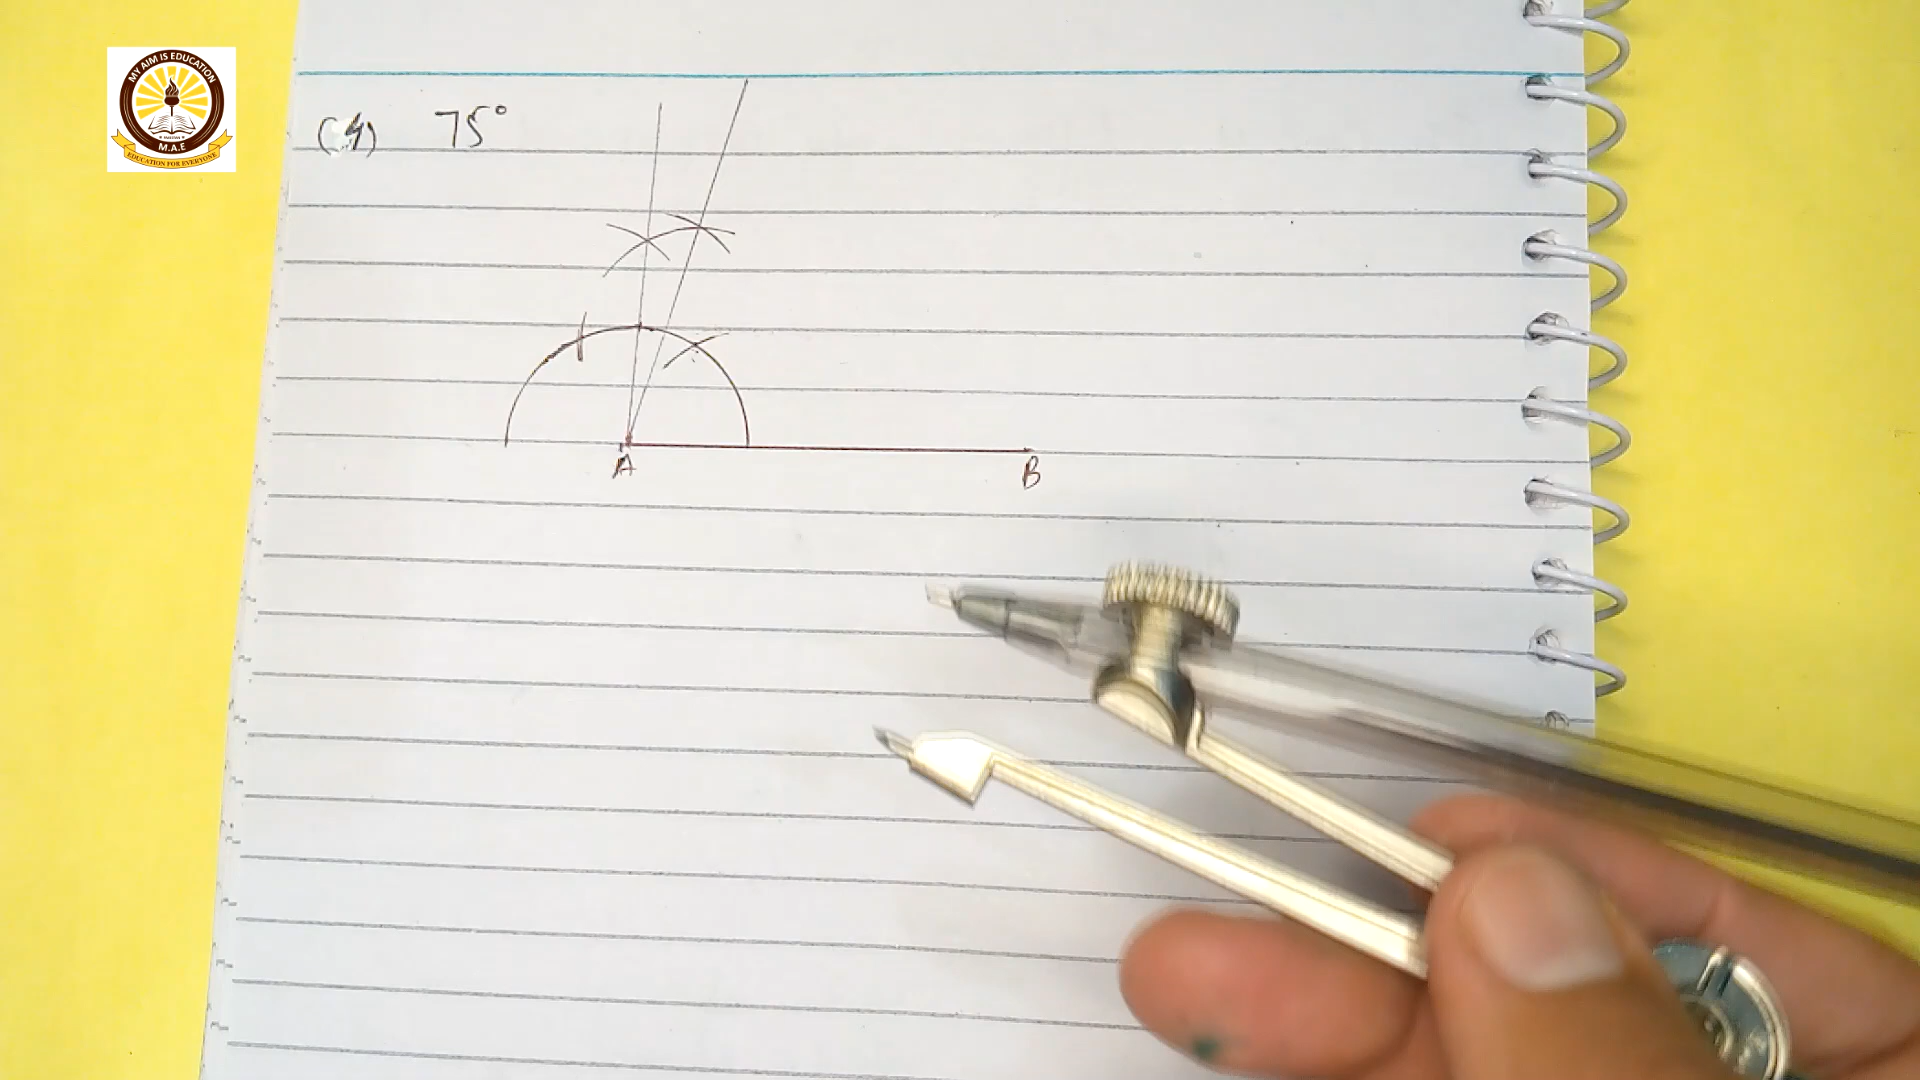 MY AIM IS EDUCATION
M.A.E
EDUCATION FOR EVERYONE
75°
A
B